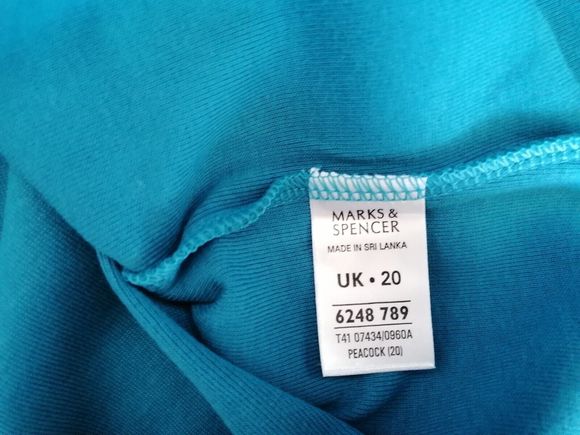 MARKS &
SPENCER
MADE IN SRI LANKA
UK • 20
6248 789
T41 07434/0960A
PEACOCK (20)